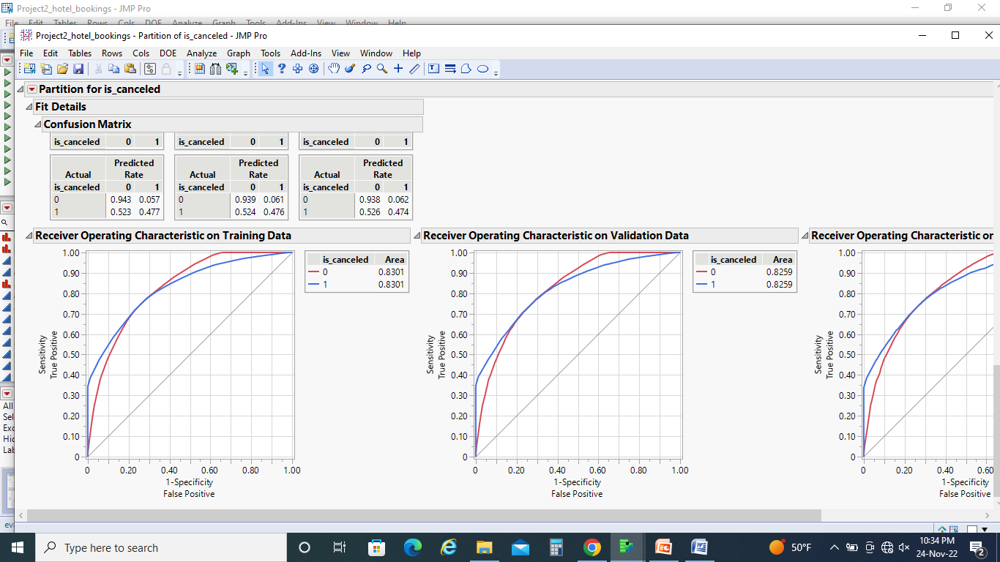 Project2_hotel_bookings - JMP Pro
File Edit Tables Rows Cols DOE Analyze Graph Tools Add-Ins View Window Help
Project2_hotel_bookings - Partition of is_canceled - JMP Pro
File Edit Tables Rows Cols DOE Analyze Graph Tools Add-Ins View Window Help
Partition for is_canceled
Fit Details
Confusion Matrix
is_canceled 0 1 is_canceled 0 1 is_canceled 0 1
Predicted Predicted Predicted
Actual Rate Actual Rate Actual Rate
is_canceled 0 1 is_canceled 0 1 is_canceled 0 1
0 0.943 0.057 0 0.939 0.061 0 0.938 0.062
1 0.523 0.477 1 0.524 0.476 1 0.526 0.474
Receiver Operating Characteristic on Training Data
1.00
0.90
0.80
0.70
0.60
0.50
0.40
0.30
0.20
0.10
0
Sensitivity
True Positive
0 0.20 0.40 0.60 0.80 1.00
1-Specificity
False Positive
is_canceled Area
0 0.8301
1 0.8301
Receiver Operating Characteristic on Validation Data
1.00
0.90
0.80
0.70
0.60
0.50
0.40
0.30
0.20
0.10
0
Sensitivity
True Positive
0 0.20 0.40 0.60 0.80 1.00
1-Specificity
False Positive
is_canceled Area
0 0.8259
1 0.8259
Receiver Operating Characteristic or
1.00
0.90
0.80
0.70
0.60
0.50
0.40
0.30
0.20
0.10
0
Sensitivity
True Positive
0 0.20 0.40 0.60
1-Specificity
False Positive
All
Sel
Exc
Hic
Lab
eva
Type here to search
50°F
10:34 PM
24-Nov-22
2